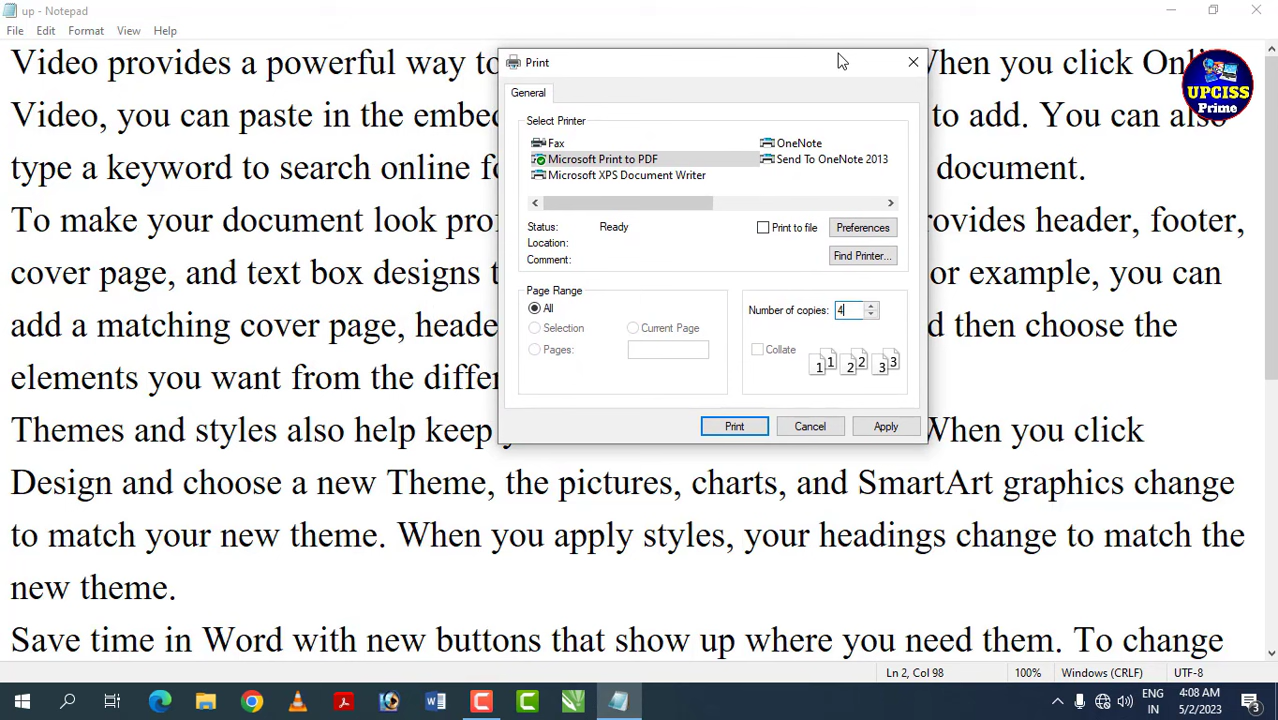 up - Notepad
File Edit Format View Help
Video provides a powerful way to
When you click Onli
Video, you can paste in the embe
to add. You can also
type a keyword to search online fo
document.
To make your document look prof
rovides header, footer,
cover page, and text box designs t
or example, you can
add a matching cover page, heade
d then choose the
elements you want from the differe
Themes and styles also help keep y
When you click
Design and choose a new Theme, the pictures, charts, and SmartArt graphics change
to match your new theme. When you apply styles, your headings change to match the
new theme.
Save time in Word with new buttons that show up where you need them. To change
Print
General
Select Printer
Fax
OneNote
Microsoft Print to PDF
Send To OneNote 2013
Microsoft XPS Document Writer
Status: Ready
Print to file
Preferences
Location:
Comment:
Find Printer...
Page Range
All
Number of copies: 4
Selection
Current Page
Pages:
Collate
1 1 2 2 3 3
Print Cancel Apply
UPCISS
Prime
Ln 2, Col 98 100% Windows (CRLF) UTF-8
ENG
IN
4:08 AM
5/2/2023
3